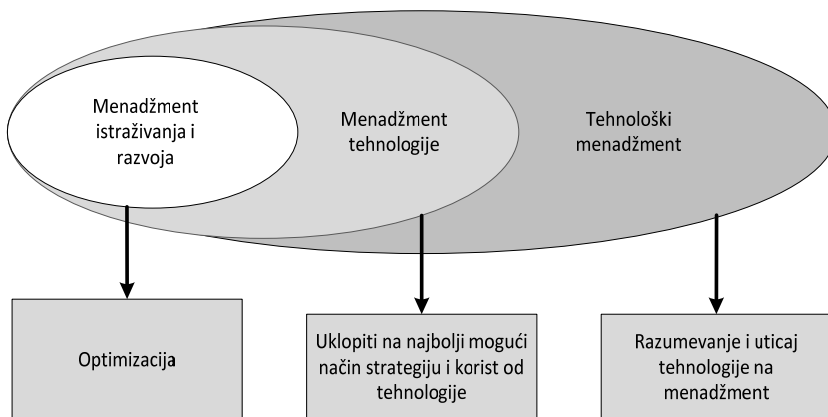 Menadžment
istraživanja i
razvoja
Menadžment
tehnologije
Tehnološki
menadžment
Optimizacija
Uklopiti na najbolji mogući
način strategiju i korist od
tehnologije
Razumevanje i uticaj
tehnologije na
menadžment